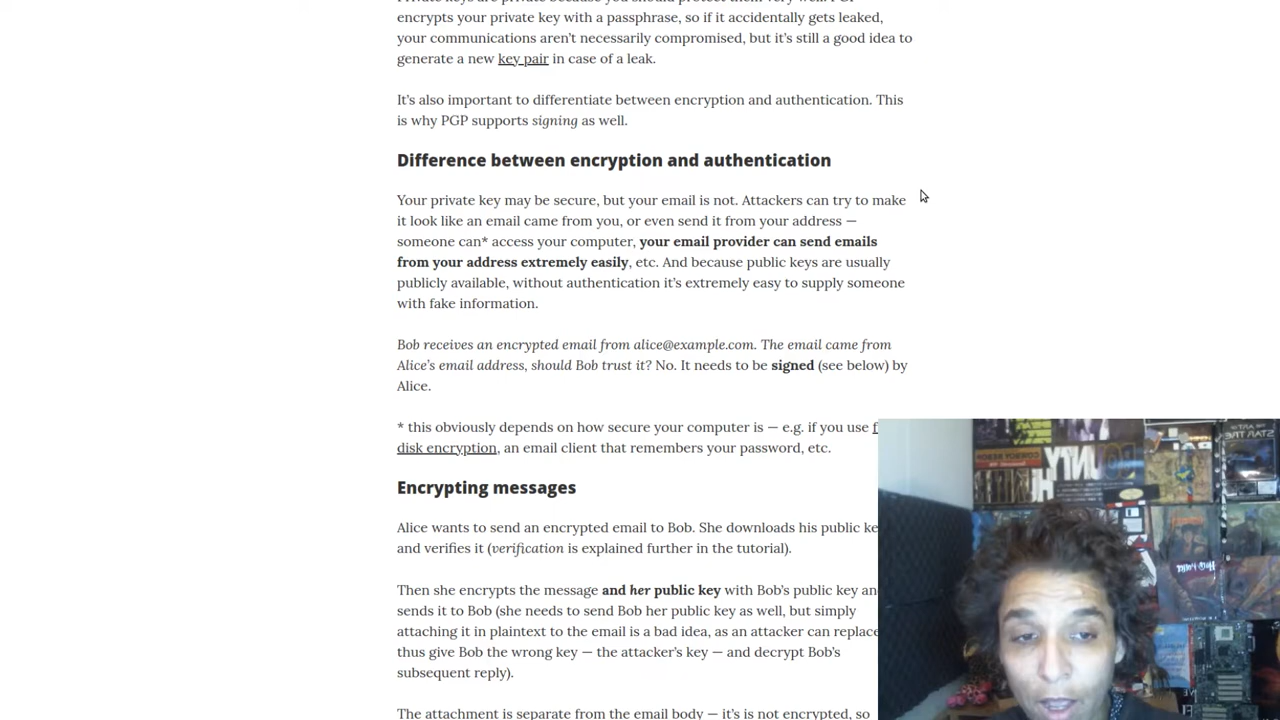 encrypts your private key with a passphrase, so if it accidentally gets leaked,
your communications aren't necessarily compromised, but it's still a good idea to
generate a new key pair in case of a leak.
It's also important to differentiate between encryption and authentication. This
is why PGP supports signing as well.
Difference between encryption and authentication
Your private key may be secure, but your email is not. Attackers can try to make
it look like an email came from you, or even send it from your address —
someone can* access your computer, your email provider can send emails
from your address extremely easily, etc. And because public keys are usually
publicly available, without authentication it's extremely easy to supply someone
with fake information.
Bob receives an encrypted email from alice@example.com. The email came from
Alice's email address, should Bob trust it? No. It needs to be signed (see below) by
Alice.
* this obviously depends on how secure your computer is — e.g. if you use
disk encryption, an email client that remembers your password, etc.
Encrypting messages
Alice wants to send an encrypted email to Bob. She downloads his public ke
and verifies it (verification is explained further in the tutorial).
Then she encrypts the message and her public key with Bob's public key an
sends it to Bob (she needs to send Bob her public key as well, but simply
attaching it in plaintext to the email is a bad idea, as an attacker can replace
thus give Bob the wrong key — the attacker's key — and decrypt Bob's
subsequent reply).
The attachment is separate from the email body — it's is not encrypted, so
BOUNTY